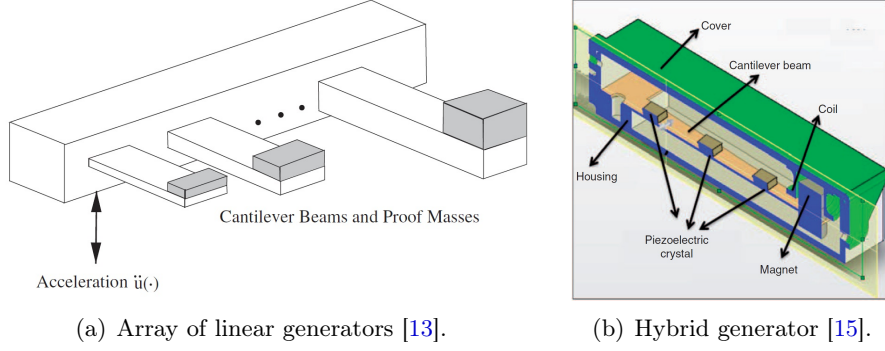 Cantilever Beams and Proof Masses
Acceleration ü(·)
(a) Array of linear generators [13].
Cover
Cantilever beam
Coil
Housing
Piezoelectric
crystal
Magnet
(b) Hybrid generator [15].